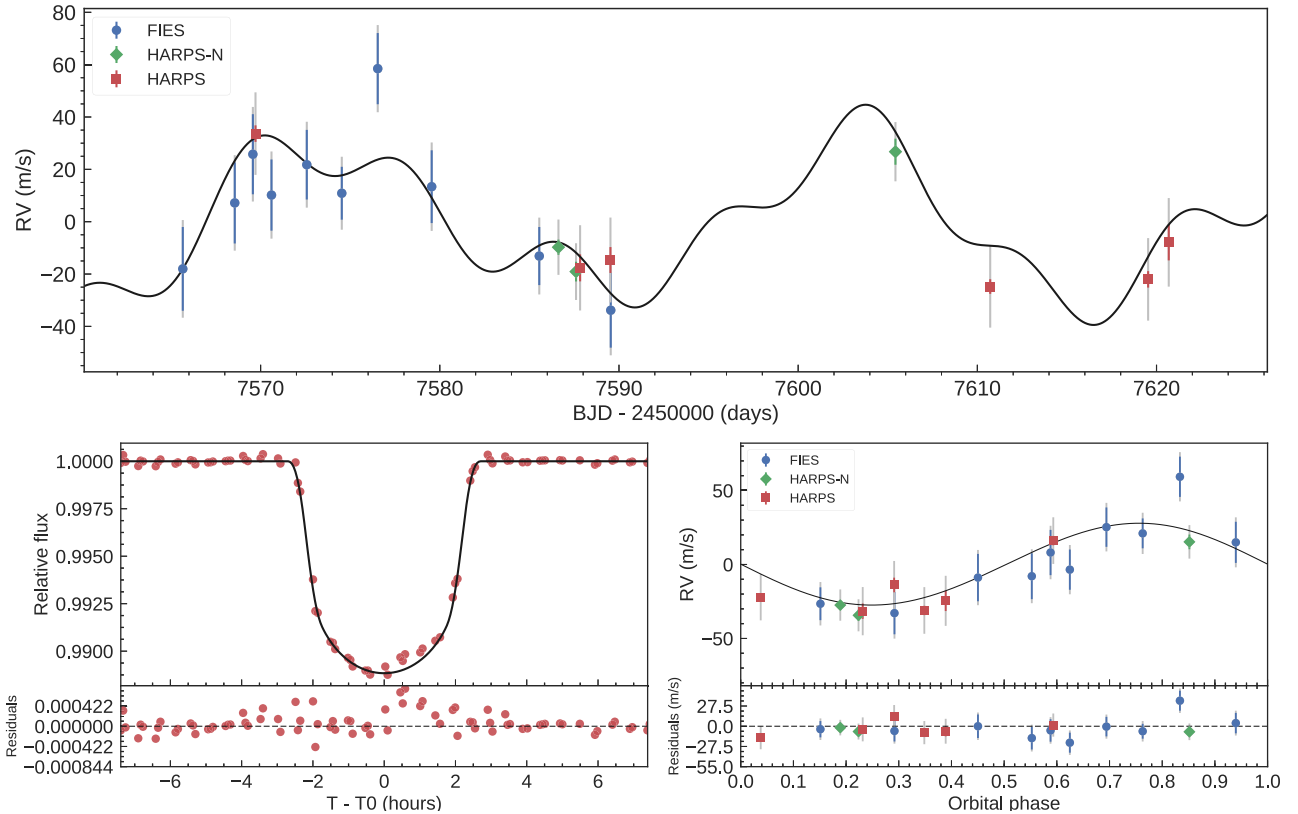 80
60
40
20
0
−20
−40
RV (m/s)
FIES
HARPS-N
HARPS
7570 7580 7590 7600 7610 7620
BJD - 2450000 (days)
1.0000
0.9975
0.9950
0.9925
0.9900
Relative flux
0.0000422
0.0000000
−0.0000422
−0.0000844
Residuals
−6 −4 −2 0 2 4 6
T - T0 (hours)
50
0
−50
RV (m/s)
FIES
HARPS-N
HARPS
27.5
0.0
−27.5
−55.0
Residuals (m/s)
0.0 0.1 0.2 0.3 0.4 0.5 0.6 0.7 0.8 0.9 1.0
Orbital phase